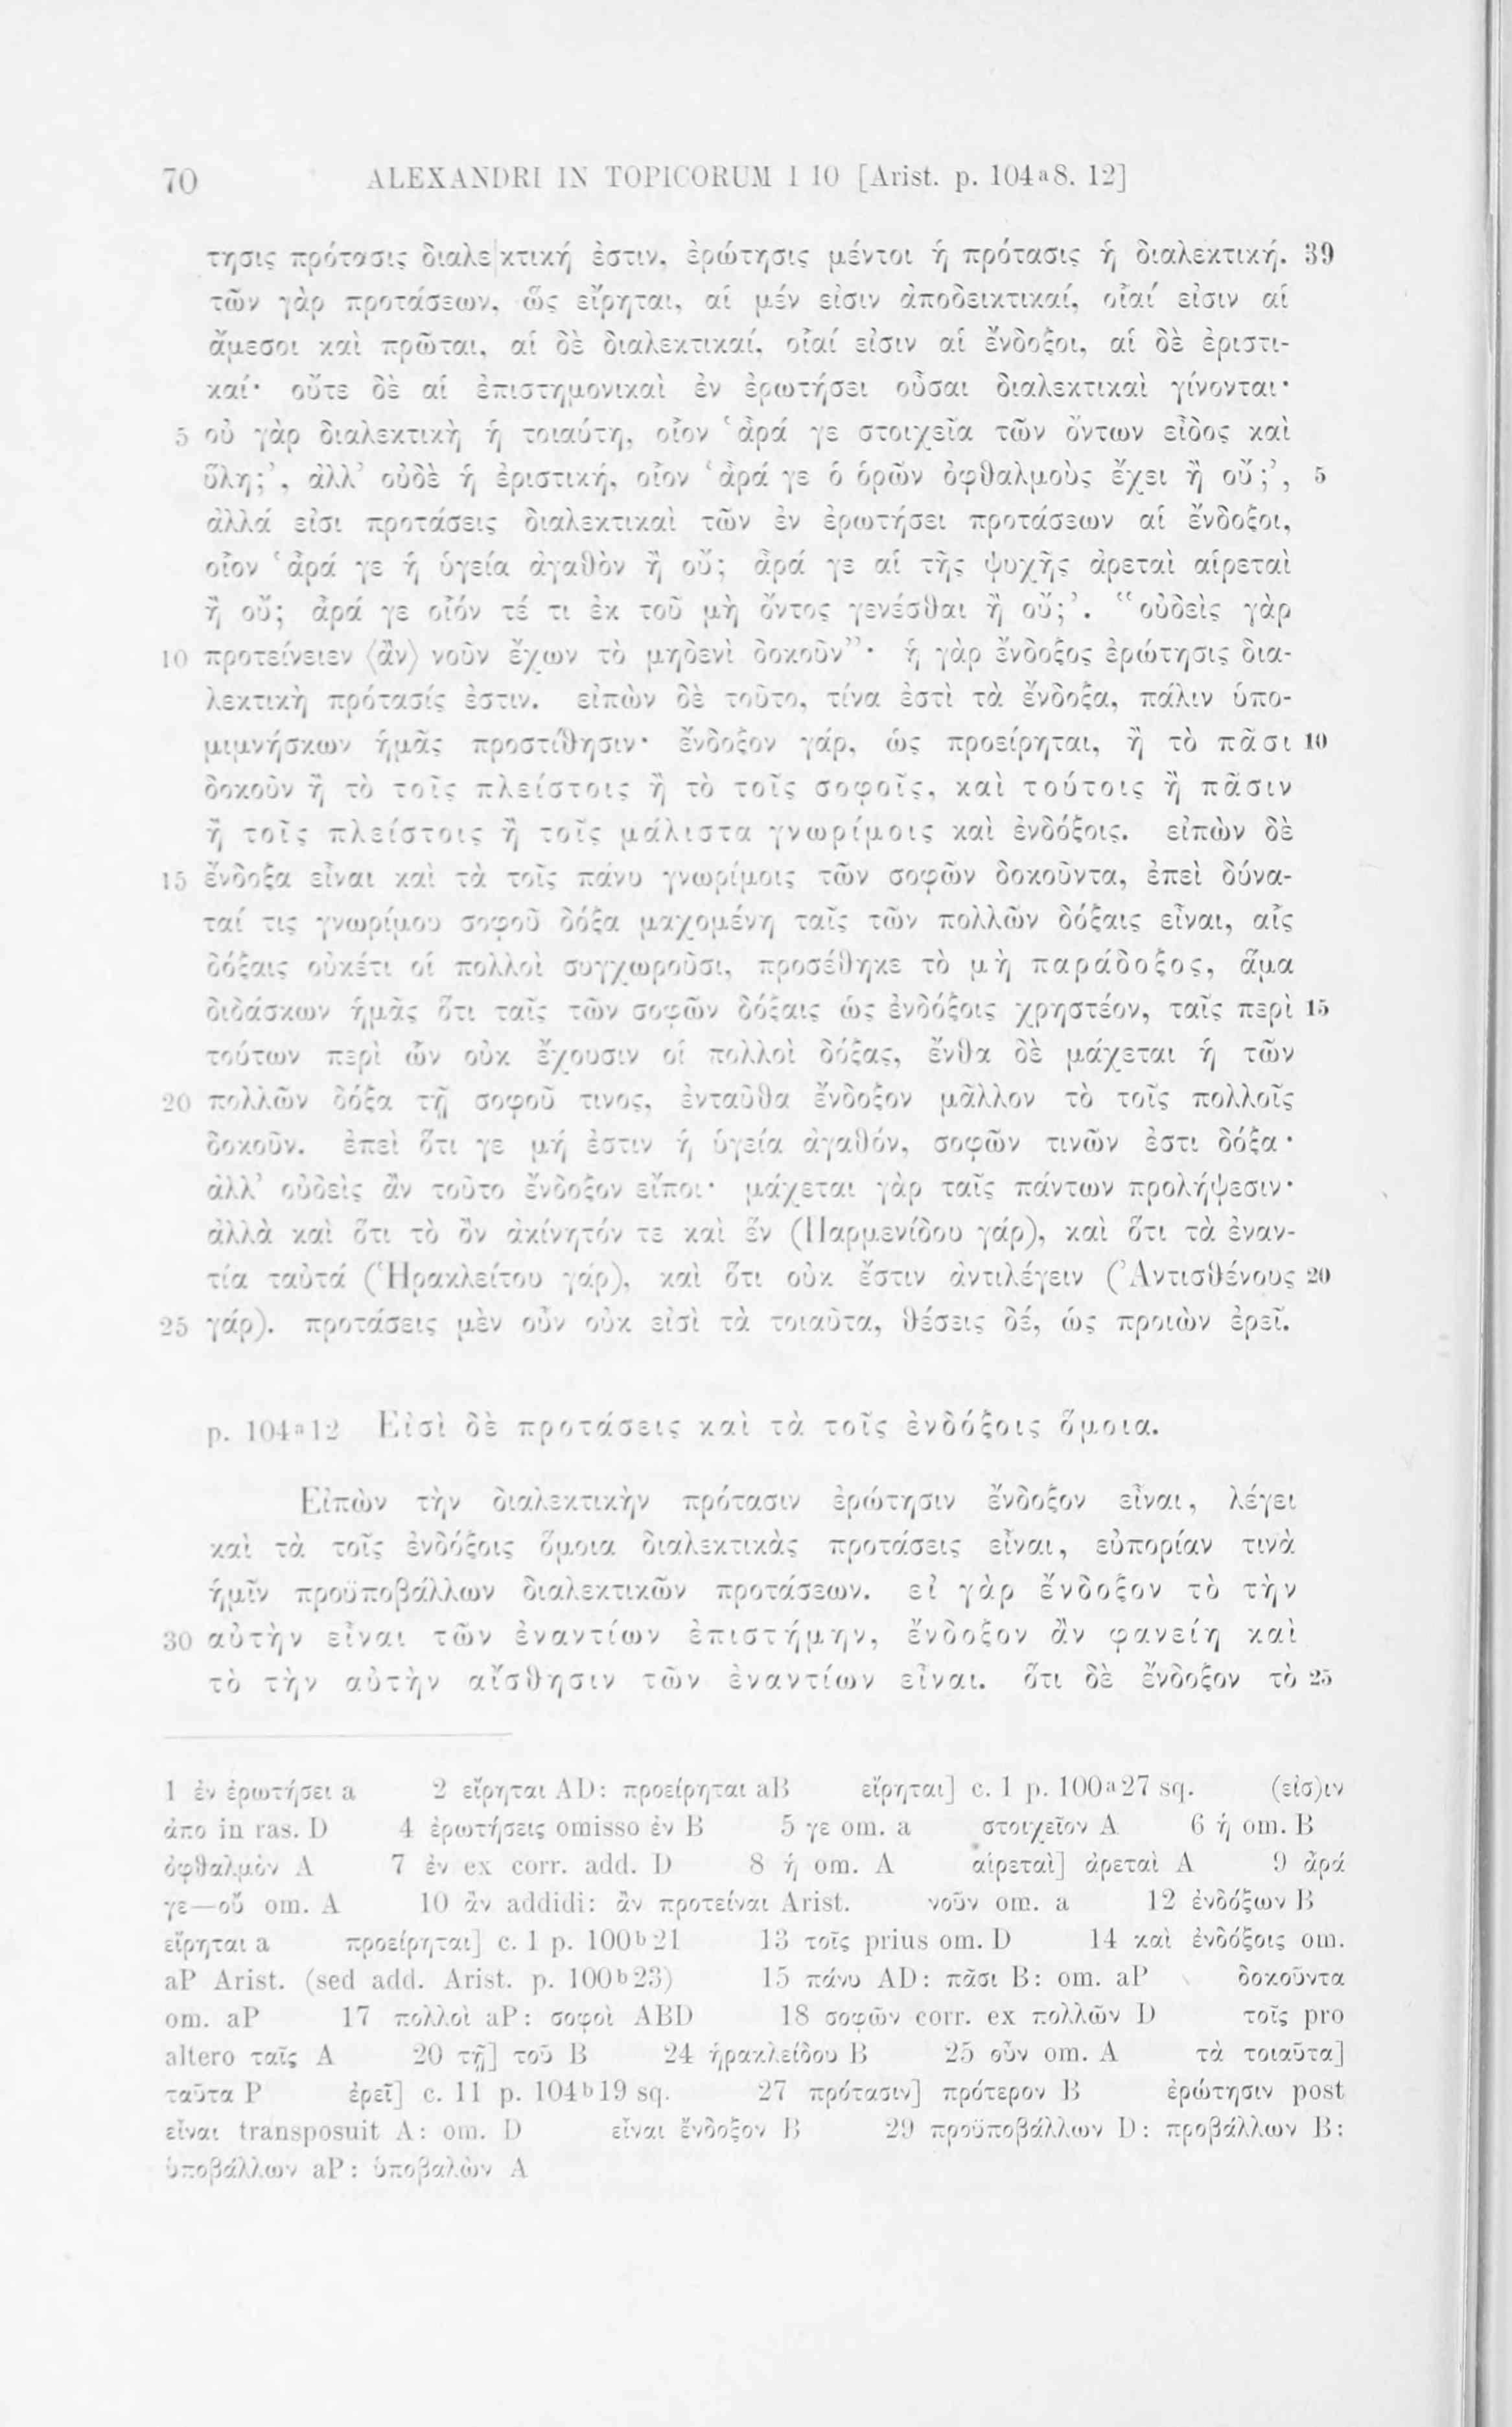 70 ALEXANDRI IN TOPICORUM I 10 [Arist. p. 104ª8. 12]
τησις πρότασις διαλε|κτική ἐστιν, ἐρώτησις μέντοι ἡ πρότασις ἡ διαλεκτική. 39
τῶν γὰρ προτάσεων, ὥς εἴρηται, αἱ μέν εἰσιν ἀποδεικτικαί, οἷαί εἰσιν αἱ
ἄμεσοι καὶ πρῶται, αἱ δὲ διαλεκτικαί, οἷαί εἰσιν αἱ ἔνδοξοι, αἱ δὲ ἐριστι-
καί· οὔτε δὲ αἱ ἐπιστημονικαὶ ἐν ἐρωτήσει οὖσαι διαλεκτικαὶ γίνονται·
5 οὐ γὰρ διαλεκτικὴ ἡ τοιαύτη, οἷον ‘ἆρά γε στοιχεῖα τῶν ὄντων εἶδος καὶ
ὕλη;’, ἀλλ’ οὐδὲ ἡ ἐριστική, οἷον ‘ἆρά γε ὁ ὁρῶν ὀφθαλμοὺς ἔχει ἢ οὔ;’, 5
ἀλλά εἰσι προτάσεις διαλεκτικαὶ τῶν ἐν ἐρωτήσει προτάσεων αἱ ἔνδοξοι,
οἷον ‘ἆρά γε ἡ ὑγεία ἀγαθὸν ἢ οὔ; ἆρά γε αἱ τῆς ψυχῆς ἀρεταὶ αἱρεταὶ
ἢ οὔ; ἆρά γε οἷόν τέ τι ἐκ τοῦ μὴ ὄντος γενέσθαι ἢ οὔ;’. “οὐδεὶς γὰρ
10 προτείνειεν ⟨ἂν⟩ νοῦν ἔχων τὸ μηδενὶ δοκοῦν”· ἡ γὰρ ἔνδοξος ἐρώτησις δια-
λεκτικὴ πρότασίς ἐστιν. εἰπὼν δὲ τοῦτο, τίνα ἐστὶ τὰ ἔνδοξα, πάλιν ὑπο-
μιμνήσκων ἡμᾶς προστίθησιν· ἔνδοξον γάρ, ὡς προείρηται, ἢ τὸ πᾶσι 10
δοκοῦν ἢ τὸ τοῖς πλείστοις ἢ τὸ τοῖς σοφοῖς, καὶ τούτοις ἢ πᾶσιν
ἢ τοῖς πλείστοις ἢ τοῖς μάλιστα γνωρίμοις καὶ ἐνδόξοις. εἰπὼν δὲ
15 ἔνδοξα εἶναι καὶ τὰ τοῖς πάνυ γνωρίμοις τῶν σοφῶν δοκοῦντα, ἐπεὶ δύνα-
ταί τις γνωρίμου σοφοῦ δόξα μαχομένη ταῖς τῶν πολλῶν δόξαις εἶναι, αἷς
δόξαις οὐκέτι οἱ πολλοὶ συγχωροῦσι, προσέθηκε τὸ μὴ παράδοξος, ἅμα
διδάσκων ἡμᾶς ὅτι ταῖς τῶν σοφῶν δόξαις ὡς ἐνδόξοις χρηστέον, ταῖς περὶ 15
τούτων περὶ ὧν οὐκ ἔχουσιν οἱ πολλοὶ δόξας, ἔνθα δὲ μάχεται ἡ τῶν
20 πολλῶν δόξα τῇ σοφοῦ τινος, ἐνταῦθα ἔνδοξον μᾶλλον τὸ τοῖς πολλοῖς
δοκοῦν. ἐπεὶ ὅτι γε μή ἐστιν ἡ ὑγεία ἀγαθόν, σοφῶν τινῶν ἐστι δόξα·
ἀλλ’ οὐδεὶς ἂν τοῦτο ἔνδοξον εἴποι· μάχεται γὰρ ταῖς πάντων προλήψεσιν·
ἀλλὰ καὶ ὅτι τὸ ὂν ἀκίνητόν τε καὶ ἕν (Παρμενίδου γάρ), καὶ ὅτι τὰ ἐναν-
τία ταὐτά (Ἡρακλείτου γάρ), καὶ ὅτι οὐκ ἔστιν ἀντιλέγειν (Ἀντισθένους 20
25 γάρ). προτάσεις μὲν οὖν οὐκ εἰσὶ τὰ τοιαῦτα, θέσεις δέ, ὡς προιὼν ἐρεῖ.
p. 104ª12 Εἰσὶ δὲ προτάσεις καὶ τὰ τοῖς ἐνδόξοις ὅμοια.
Εἰπὼν τὴν διαλεκτικὴν πρότασιν ἐρώτησιν ἔνδοξον εἶναι, λέγει
καὶ τὰ τοῖς ἐνδόξοις ὅμοια διαλεκτικὰς προτάσεις εἶναι, εὐπορίαν τινὰ
ἡμῖν προϋποβάλλων διαλεκτικῶν προτάσεων. εἰ γὰρ ἔνδοξον τὸ τὴν
30 αὐτὴν εἶναι τῶν ἐναντίων ἐπιστήμην, ἔνδοξον ἂν φανείη καὶ
τὸ τὴν αὐτὴν αἴσθησιν τῶν ἐναντίων εἶναι. ὅτι δὲ ἔνδοξον τὸ 25
1 ἐν ἐρωτήσει a 2 εἴρηται AD: προείρηται aB εἴρηται] c. 1 p. 100ª27 sq. (εἰσ)ιν
ἀπο in ras. D 4 ἐρωτήσεις omisso ἐν B 5 γε om. a στοιχεῖον A 6 ἡ om. B
ὀφθαλμὸν A 7 ἐν ex corr. add. D 8 ἡ om. A αἱρεταὶ] ἀρεταὶ A 9 ἆρά
γε—οὔ om. A 10 ἂν addidi: ἂν προτείναι Arist. νοῦν om. a 12 ἐνδόξων B
εἴρηται a προείρηται] c. 1 p. 100ᵇ21 13 τοῖς prius om. D 14 καὶ ἐνδόξοις om.
aP Arist. (sed add. Arist. p. 100ᵇ23) 15 πάνυ AD: πᾶσι B: om. aP δοκοῦντα
om. aP 17 πολλοὶ aP: σοφοὶ ABD 18 σοφῶν corr. ex πολλῶν D τοῖς pro
altero ταῖς A 20 τῇ] τοῦ B 24 ἡρακλείδου B 25 οὖν om. A τὰ τοιαῦτα]
ταῦτα P ἐρεῖ] c. 11 p. 104ᵇ19 sq. 27 πρότασιν] πρότερον B ἐρώτησιν post
εἶναι transposuit A: om. D εἶναι ἔνδοξον B 29 προϋποβάλλων D: προβάλλων B:
ὑποβάλλων aP: ὑποβαλὼν A